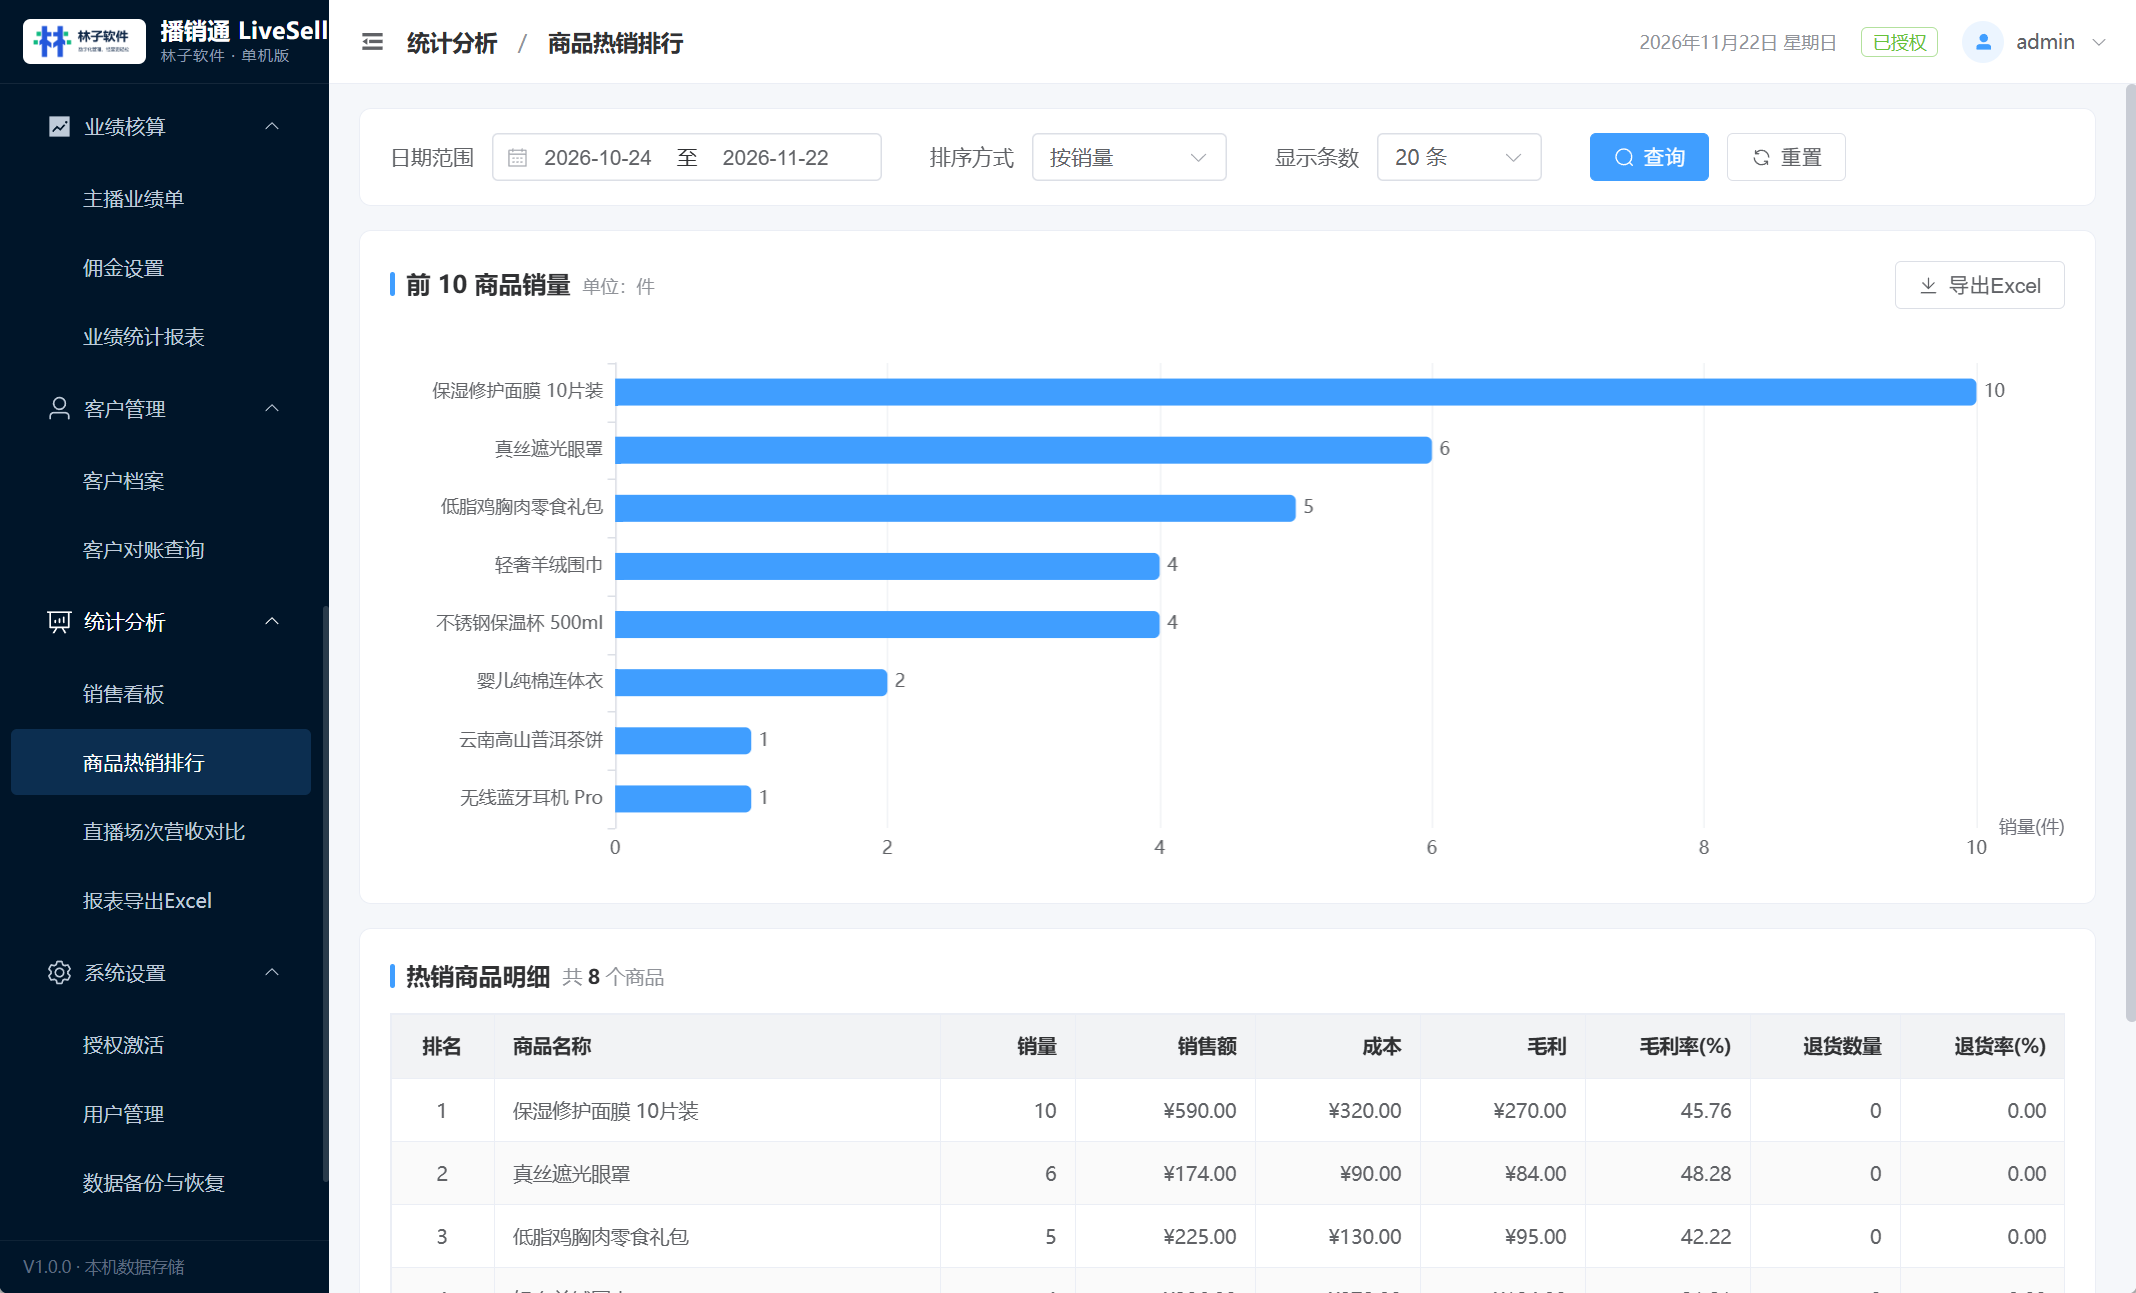 林子软件
播销通 LiveSell
林子软件 · 单机版
业绩核算
主播业绩单
佣金设置
业绩统计报表
客户管理
客户档案
客户对账查询
统计分析
销售看板
商品热销排行
直播场次营收对比
报表导出Excel
系统设置
授权激活
用户管理
数据备份与恢复
V1.0.0 · 本机数据存储
统计分析 / 商品热销排行
2026年11月22日 星期日 已授权 admin
日期范围 2026-10-24 至 2026-11-22 排序方式 按销量 显示条数 20 条 查询 重置
前 10 商品销量 单位：件 导出Excel
保湿修护面膜 10片装 10
真丝遮光眼罩 6
低脂鸡胸肉零食礼包 5
轻奢羊绒围巾 4
不锈钢保温杯 500ml 4
婴儿纯棉连体衣 2
云南高山普洱茶饼 1
无线蓝牙耳机 Pro 1
销量(件)
0 2 4 6 8 10
热销商品明细 共 8 个商品
排名 商品名称 销量 销售额 成本 毛利 毛利率(%) 退货数量 退货率(%)
1 保湿修护面膜 10片装 10 ¥590.00 ¥320.00 ¥270.00 45.76 0 0.00
2 真丝遮光眼罩 6 ¥174.00 ¥90.00 ¥84.00 48.28 0 0.00
3 低脂鸡胸肉零食礼包 5 ¥225.00 ¥130.00 ¥95.00 42.22 0 0.00